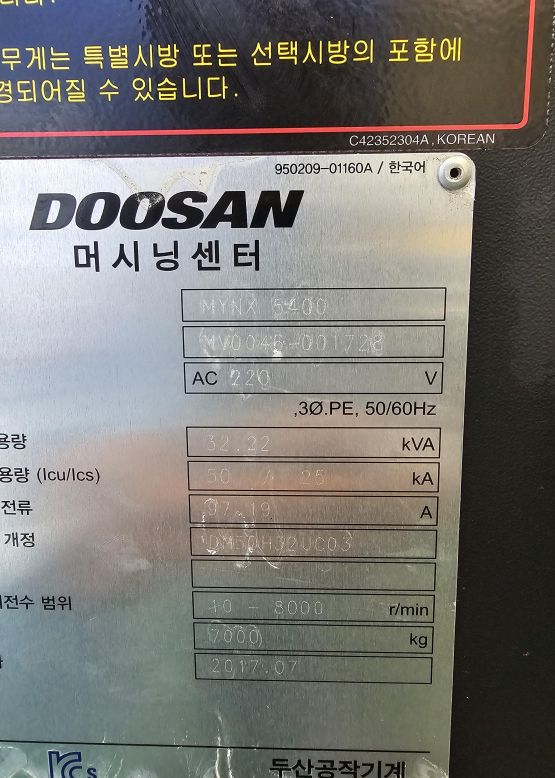 무게는 특별시방 또는 선택시방의 포함에
경되어질 수 있습니다.
C42352304A, KOREAN
950209-01160A / 한국어
DOOSAN
머시닝센터
MYNX 5400
MV0046-001728
AC 220 V
,3Ø.PE, 50/60Hz
용량 32.22 kVA
용량 (Icu/Ics) 50 / 25 kA
전류 97.19 A
개정 DM50H32UC03
회전수 범위 40 - 8000 r/min
7000 kg
2017.07
두산공작기계